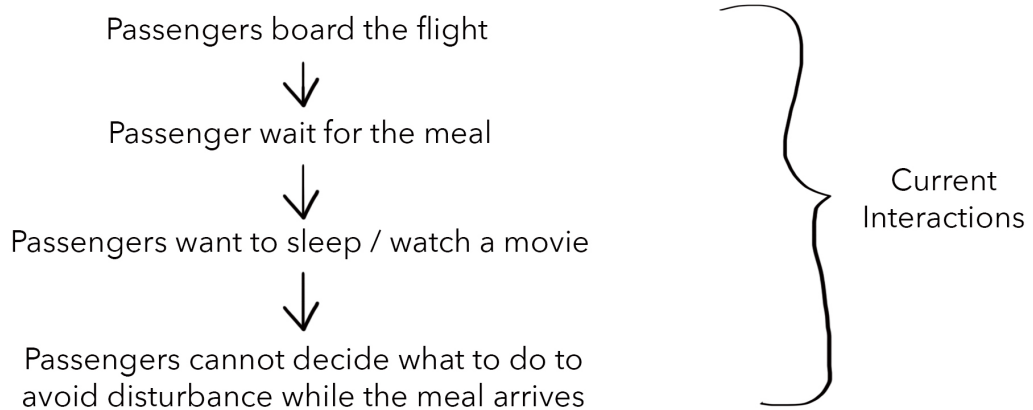 Passengers board the flight
Passenger wait for the meal
Passengers want to sleep / watch a movie
Passengers cannot decide what to do to
avoid disturbance while the meal arrives
Current
Interactions